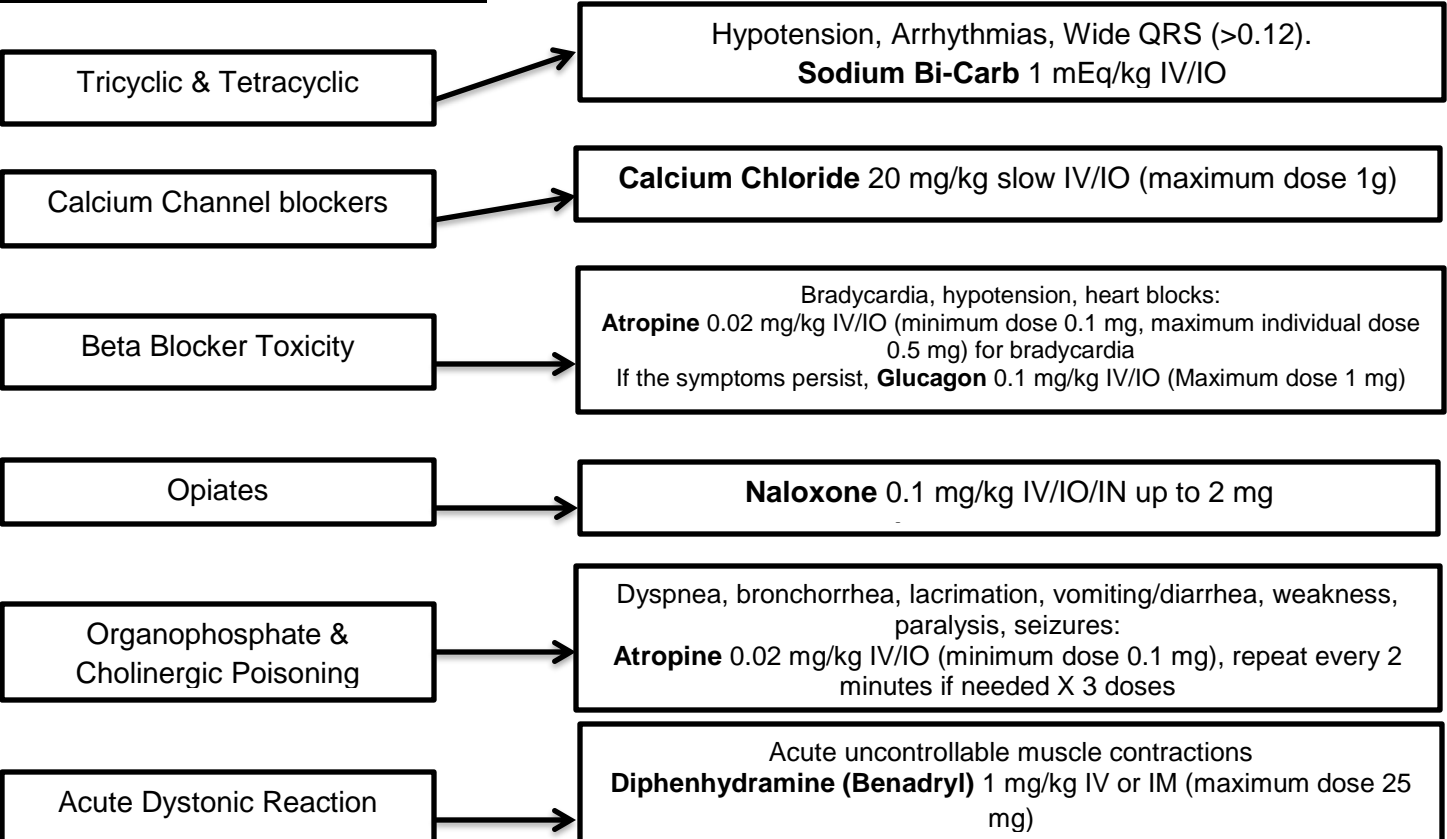 Tricyclic & Tetracyclic
Hypotension, Arrhythmias, Wide QRS (>0.12).
Sodium Bi-Carb 1 mEq/kg IV/IO
Calcium Channel blockers
Calcium Chloride 20 mg/kg slow IV/IO (maximum dose 1g)
Beta Blocker Toxicity
Bradycardia, hypotension, heart blocks:
Atropine 0.02 mg/kg IV/IO (minimum dose 0.1 mg, maximum individual dose
0.5 mg) for bradycardia
If the symptoms persist, Glucagon 0.1 mg/kg IV/IO (Maximum dose 1 mg)
Opiates
Naloxone 0.1 mg/kg IV/IO/IN up to 2 mg
Organophosphate &
Cholinergic Poisoning
Dyspnea, bronchorrhea, lacrimation, vomiting/diarrhea, weakness,
paralysis, seizures:
Atropine 0.02 mg/kg IV/IO (minimum dose 0.1 mg), repeat every 2
minutes if needed X 3 doses
Acute Dystonic Reaction
Acute uncontrollable muscle contractions
Diphenhydramine (Benadryl) 1 mg/kg IV or IM (maximum dose 25
mg)